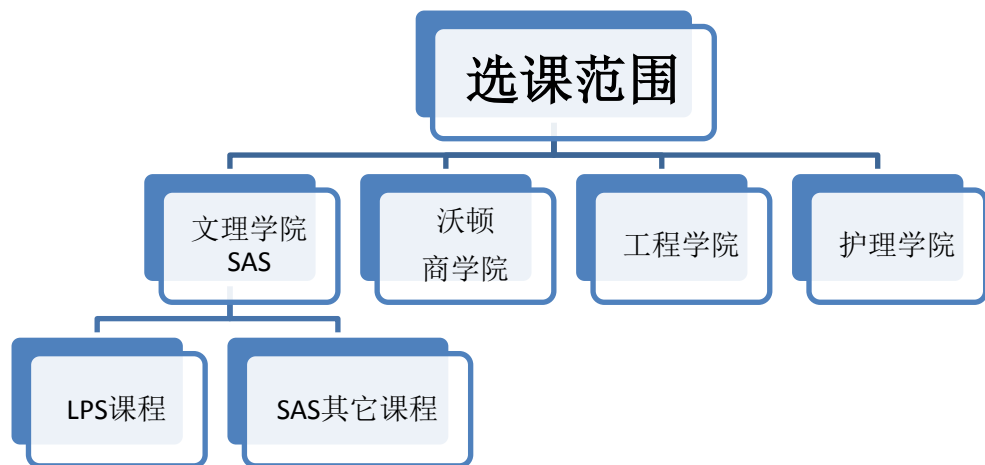 选课范围
文理学院
SAS
沃顿
商学院
工程学院
护理学院
LPS课程
SAS其它课程